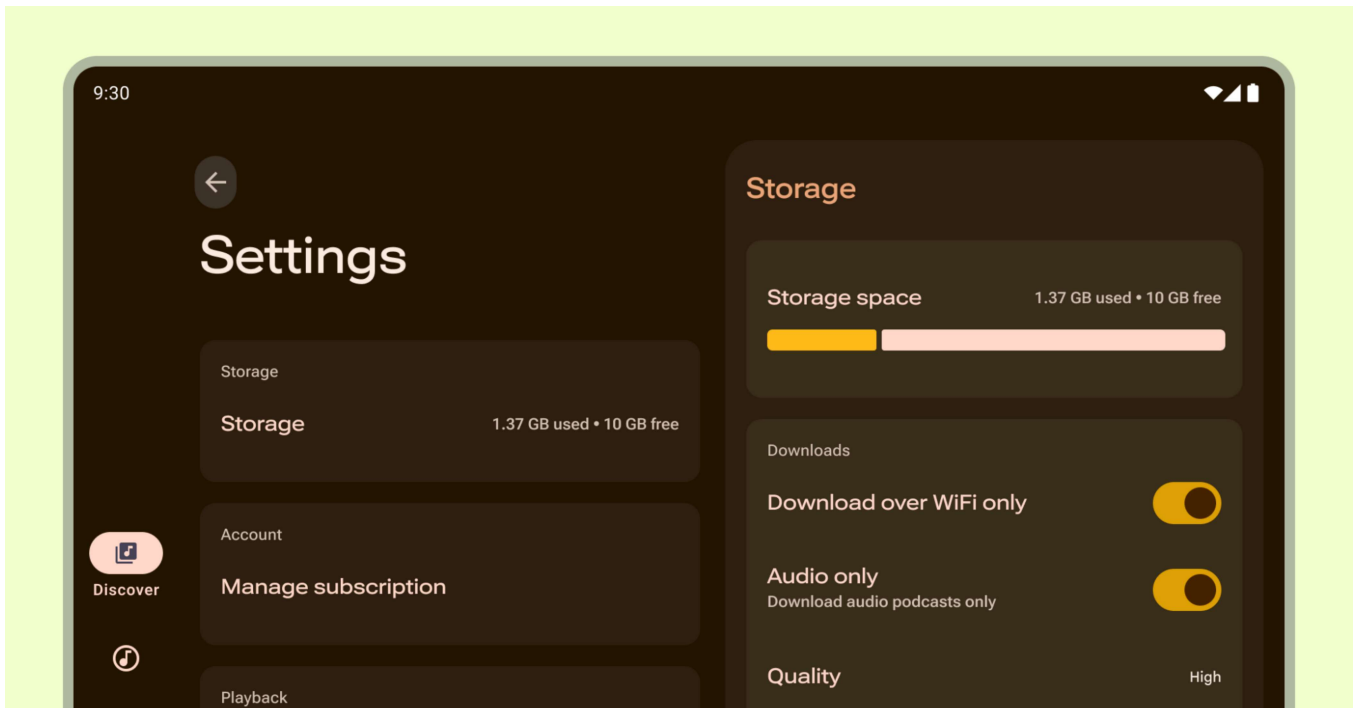 9:30
Settings
Storage
Storage
1.37 GB used • 10 GB free
Account
Manage subscription
Playback
Discover
Storage
Storage space
1.37 GB used • 10 GB free
Downloads
Download over WiFi only
Audio only
Download audio podcasts only
Quality
High